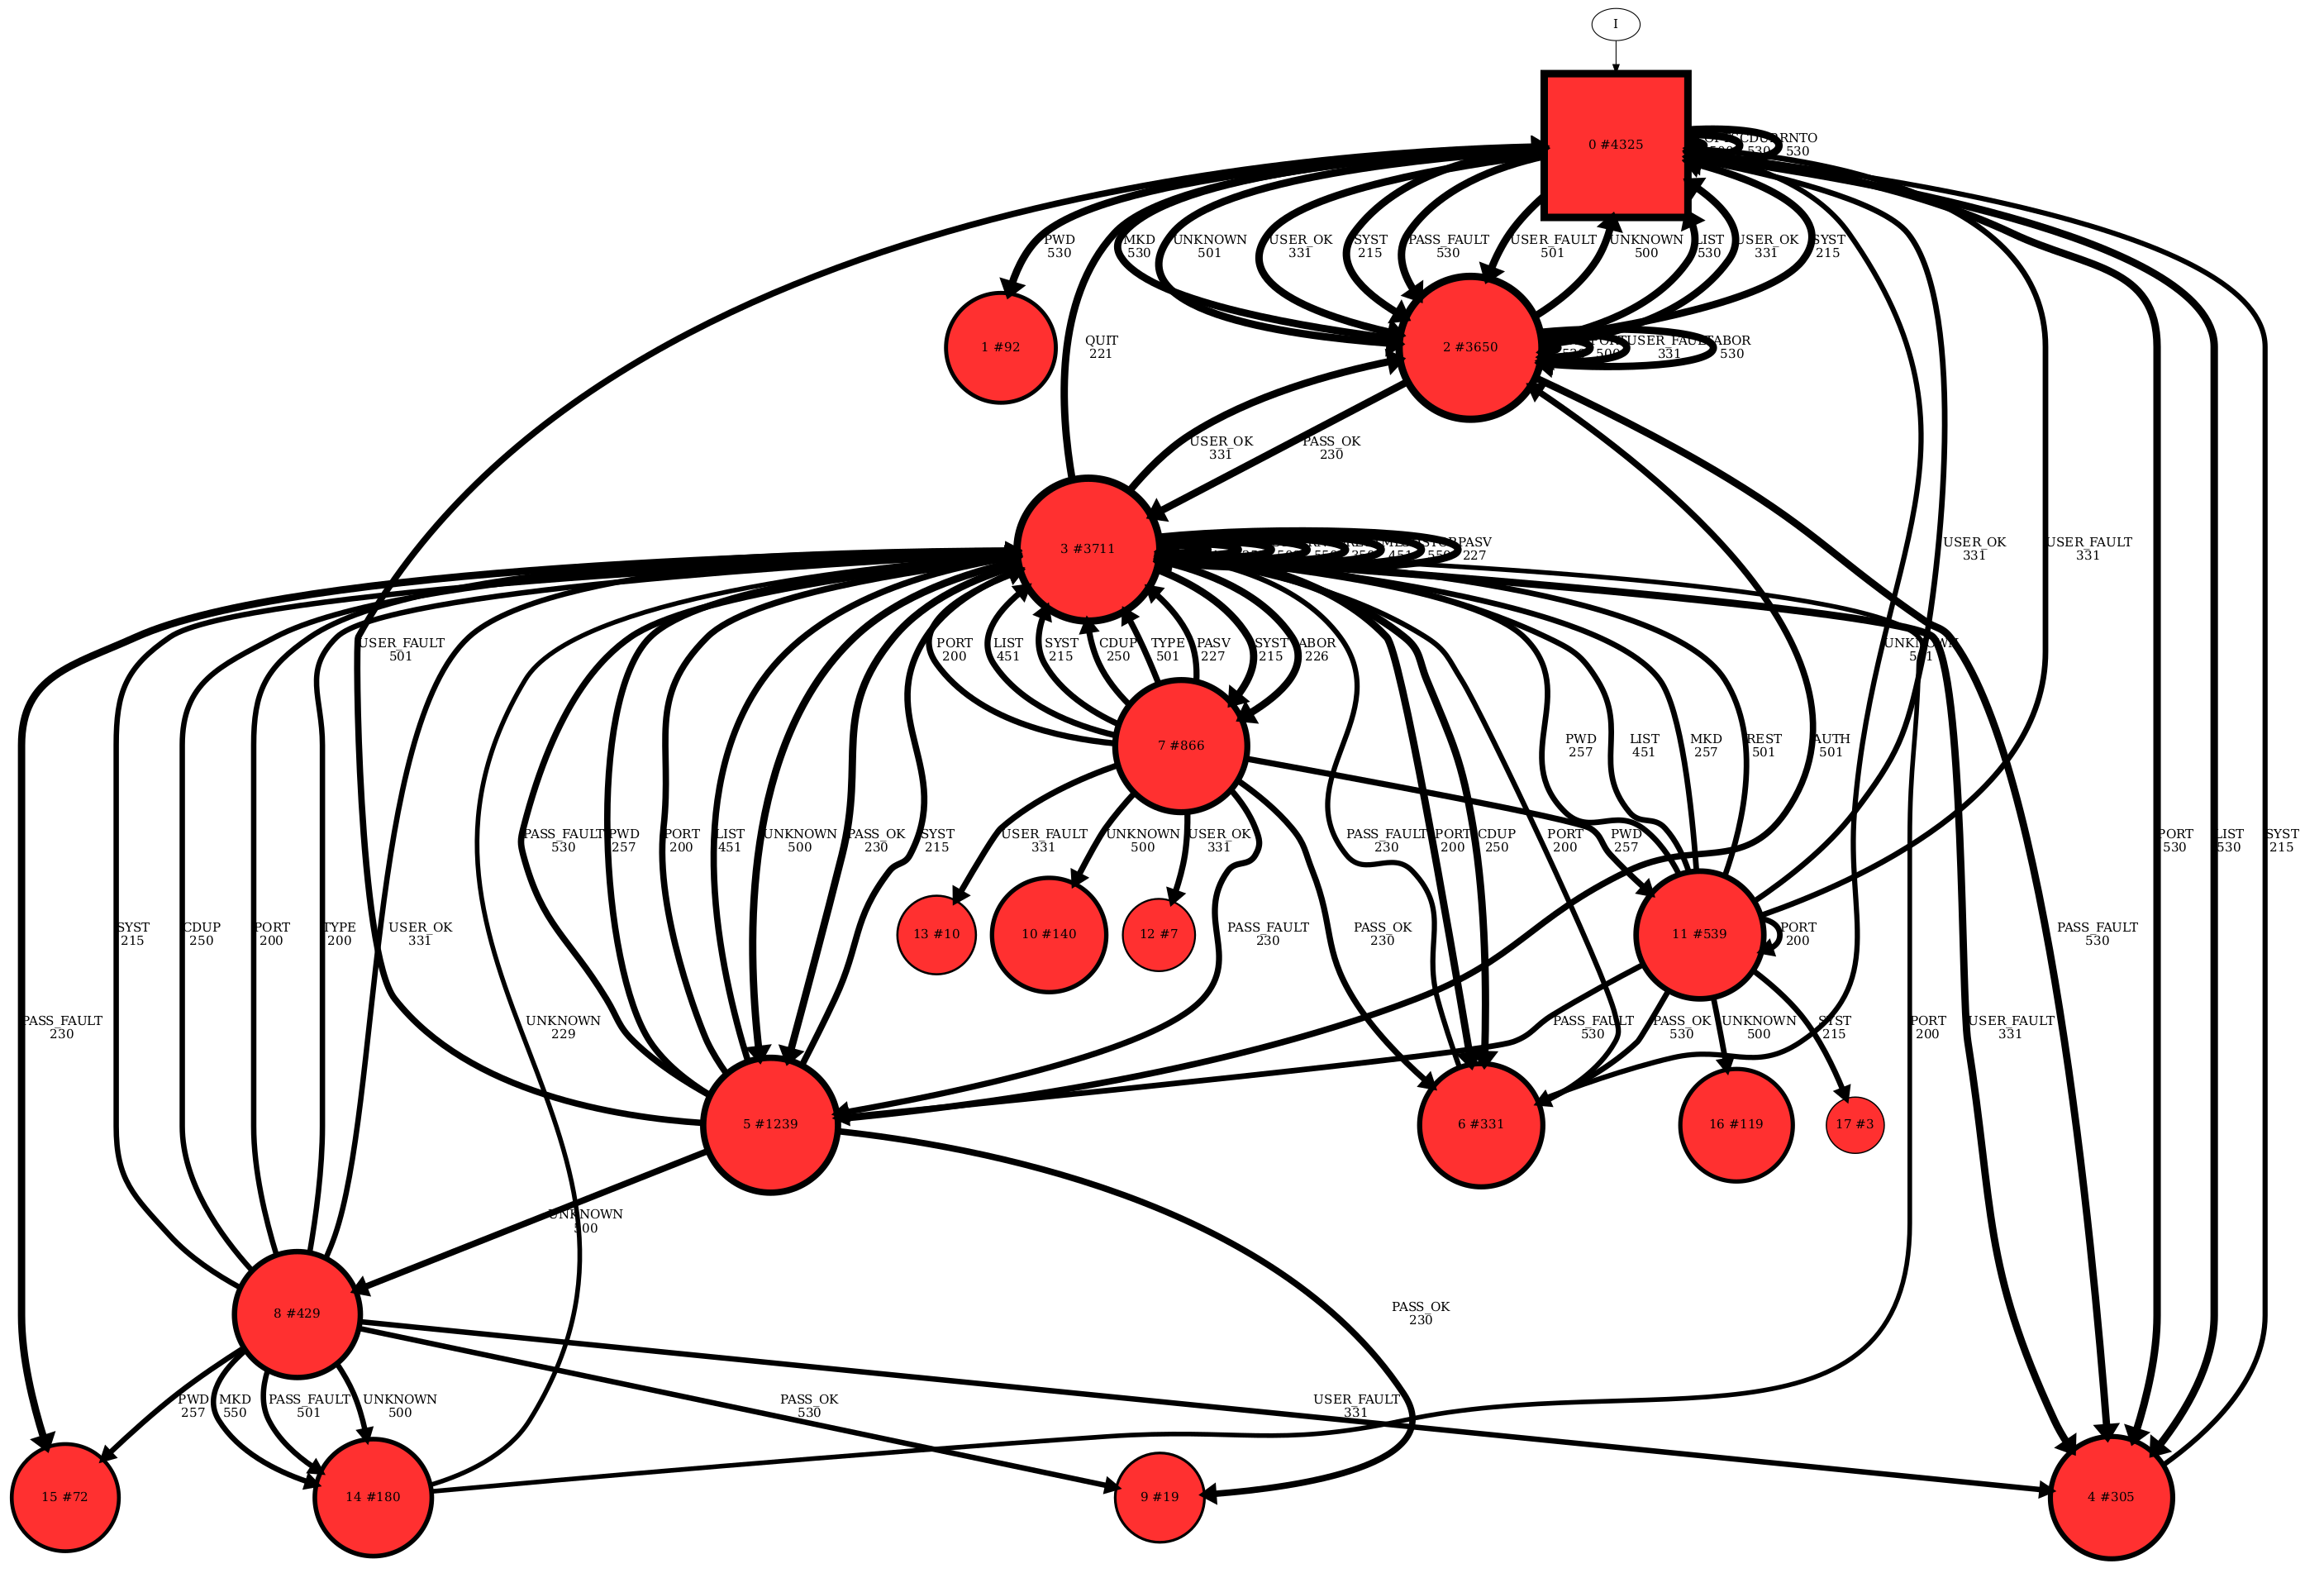 I
0 #4325
CDUP
530
RNTO
530
PWD
530
MKD
530
UNKNOWN
501
USER_OK
331
SYST
215
PASS_FAULT
530
USER_FAULT
501
UNKNOWN
500
LIST
530
USER_OK
331
SYST
215
1 #92
QUIT
221
2 #3650
PORT
500
USER_FAULT
331
ABOR
530
USER_OK
331
PASS_OK
230
USER_OK
331
USER_FAULT
331
3 #3711
PASV
227
USER_FAULT
501
PORT
200
LIST
451
SYST
215
CDUP
250
TYPE
501
PASV
227
SYST
215
ABOR
226
UNKNOWN
501
7 #866
PWD
257
LIST
451
MKD
257
REST
501
AUTH
501
PASS_FAULT
530
PWD
257
PORT
200
LIST
451
UNKNOWN
500
PASS_OK
230
SYST
215
USER_FAULT
331
UNKNOWN
500
USER_OK
331
PASS_FAULT
230
PORT
200
CDUP
250
PORT
200
PWD
257
PORT
530
LIST
530
SYST
215
SYST
215
CDUP
250
PORT
200
TYPE
200
USER_OK
331
13 #10
10 #140
12 #7
PASS_FAULT
230
PASS_OK
230
11 #539
PORT
200
PASS_FAULT
530
PASS_FAULT
230
UNKNOWN
229
PASS_FAULT
530
PASS_OK
530
UNKNOWN
500
SYST
215
PORT
200
USER_FAULT
331
5 #1239
6 #331
16 #119
17 #3
UNKNOWN
500
8 #429
PASS_OK
230
PWD
257
MKD
550
PASS_FAULT
501
UNKNOWN
500
PASS_OK
530
USER_FAULT
331
15 #72
14 #180
9 #19
4 #305